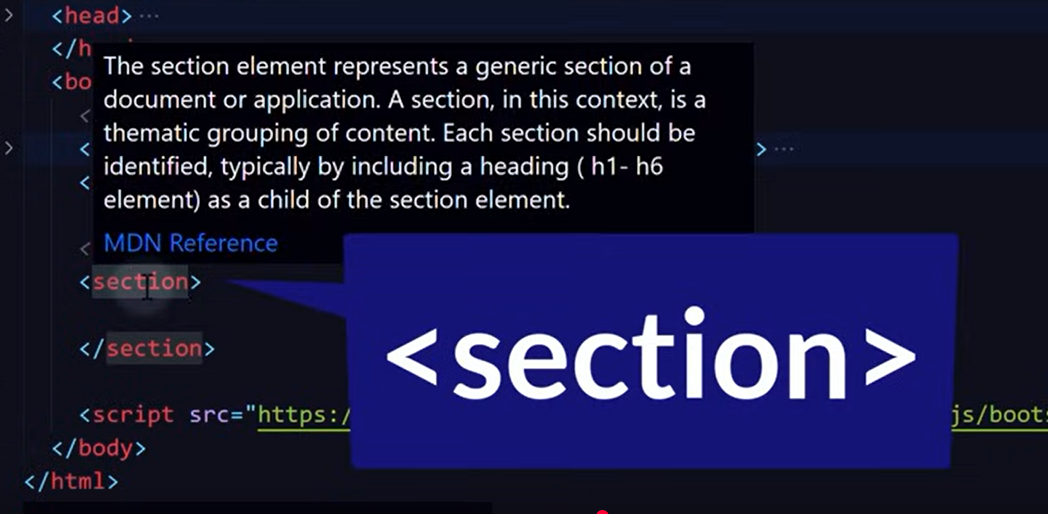 <head>···
</h
<bo
The section element represents a generic section of a
document or application. A section, in this context, is a
thematic grouping of content. Each section should be
identified, typically by including a heading ( h1- h6
element) as a child of the section element.
MDN Reference
<
<
> ···
<
<
<section>
<section>
</section>
<script src="https:/
js/boots
</body>
</html>